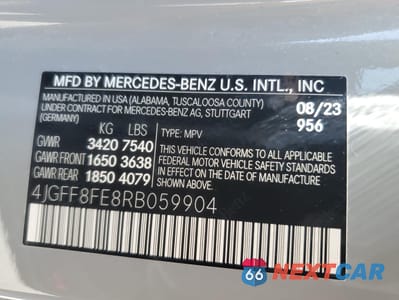 MFD BY MERCEDES-BENZ U.S. INTL., INC
MANUFACTURED IN USA (ALABAMA, TUSCALOOSA COUNTY)
UNDER CONTRACT FOR MERCEDES-BENZ AG, STUTTGART
(GERMANY)
08/23
956
KG LBS
TYPE: MPV
GVWR 3420 7540
GAWR FRONT 1650 3638
GAWR REAR 1850 4079
THIS VEHICLE CONFORMS TO ALL
APPLICABLE U.S. FEDERAL MOTOR
VEHICLE SAFETY STANDARDS IN
EFFECT ON THE DATE OF
MANUFACTURE SHOWN ABOVE.
4JGFF8FE8RB059904
66 NEXTCAR